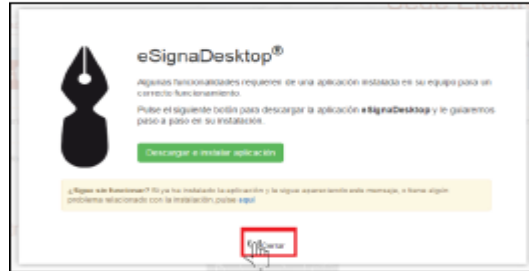 eSignaDesktop®
Algunas funcionalidades requieren de una aplicación instalada en su equipo para un
correcto funcionamiento.
Pulse el siguiente botón para descargar la aplicación eSignaDesktop y le guiaremos
paso a paso en su instalación.
Descargar e instalar aplicación
¿Sigue sin funcionar? Si ya ha instalado la aplicación y le sigue apareciendo este mensaje, o tiene algún
problema relacionado con la instalación, pulse aquí